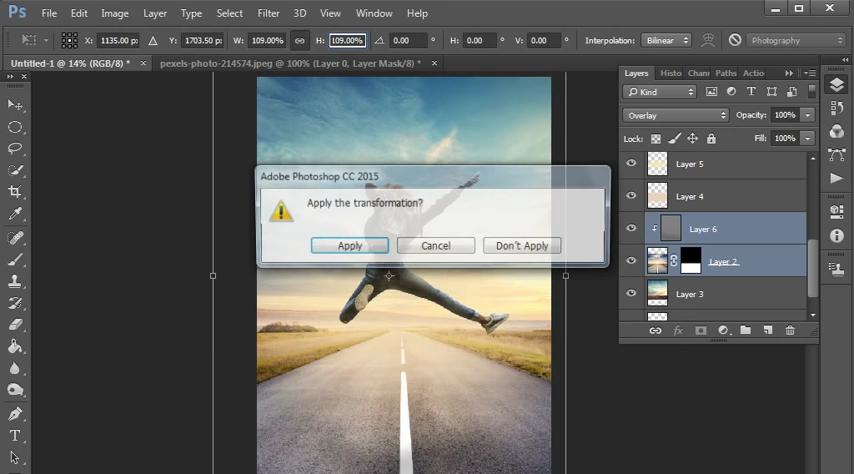 Ps File Edit Image Layer Type Select Filter 3D View Window Help
X: 1135.00 px Y: 1703.50 px W: 109.00% H: 109.00% 0.00 ° H: 0.00 ° V: 0.00 ° Interpolation: Bilinear Photography
Untitled-1 @ 14% (RGB/8) * × pexels-photo-214574.jpeg @ 100% (Layer 0, Layer Mask/8) * ×
Layers Histo Chann Paths Actio
Kind
Overlay Opacity: 100%
Lock: Fill: 100%
Layer 5
Adobe Photoshop CC 2015
Layer 4
Apply the transformation?
Layer 6
Apply Cancel Don't Apply
Layer 2
Layer 3
fx